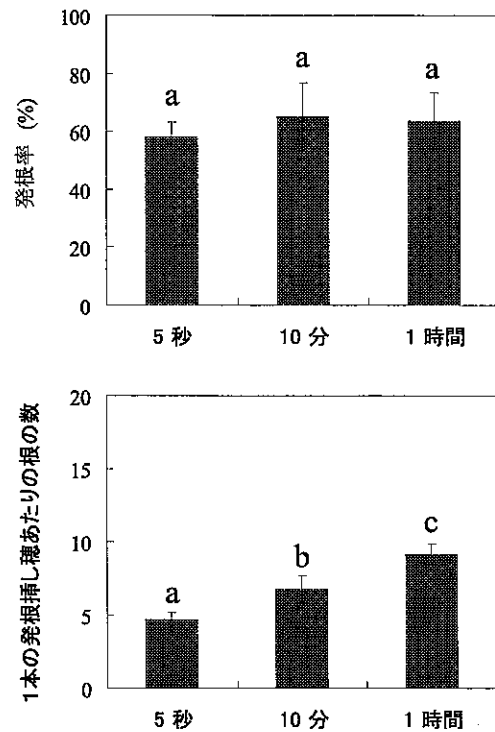 発根率 (%)
100
80
60
40
20
0
a
a
a
5 秒
10 分
1 時間
1本の発根挿し穂あたりの根の数
20
15
10
5
0
a
b
c
5 秒
10 分
1 時間